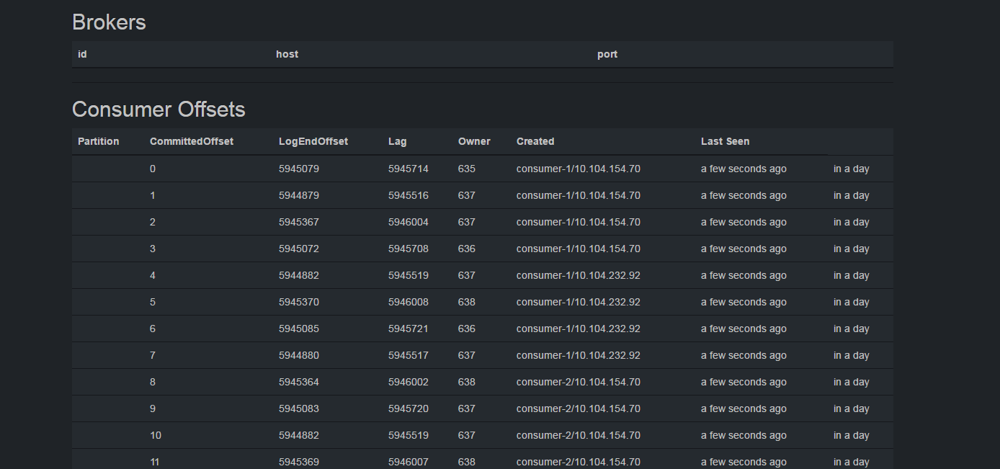 Brokers
id host port
Consumer Offsets
Partition CommittedOffset LogEndOffset Lag Owner Created Last Seen
0 5945079 5945714 635 consumer-1/10.104.154.70 a few seconds ago in a day
1 5944879 5945516 637 consumer-1/10.104.154.70 a few seconds ago in a day
2 5945367 5946004 637 consumer-1/10.104.154.70 a few seconds ago in a day
3 5945072 5945708 636 consumer-1/10.104.154.70 a few seconds ago in a day
4 5944882 5945519 637 consumer-1/10.104.232.92 a few seconds ago in a day
5 5945370 5946008 638 consumer-1/10.104.232.92 a few seconds ago in a day
6 5945085 5945721 636 consumer-1/10.104.232.92 a few seconds ago in a day
7 5944880 5945517 637 consumer-1/10.104.232.92 a few seconds ago in a day
8 5945364 5946002 638 consumer-2/10.104.154.70 a few seconds ago in a day
9 5945083 5945720 637 consumer-2/10.104.154.70 a few seconds ago in a day
10 5944882 5945519 637 consumer-2/10.104.154.70 a few seconds ago in a day
11 5945369 5946007 638 consumer-2/10.104.154.70 a few seconds ago in a day